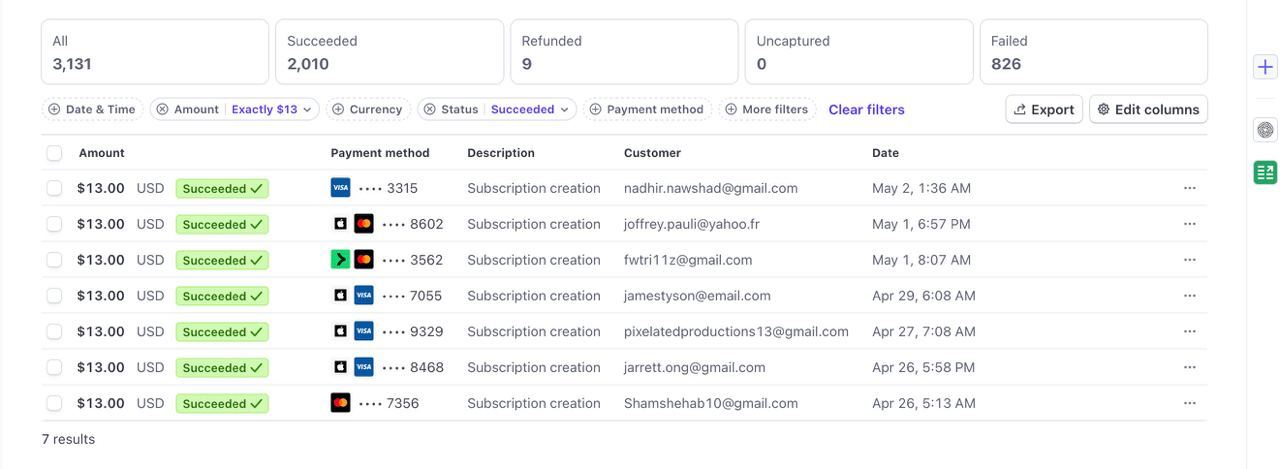 All Succeeded Refunded Uncaptured Failed
3,131 2,010 9 0 826
Date & Time Amount Exactly $13 Currency Status Succeeded Payment method More filters Clear filters Export Edit columns
Amount Payment method Description Customer Date
$13.00 USD Succeeded VISA •••• 3315 Subscription creation nadhir.nawshad@gmail.com May 2, 1:36 AM ···
$13.00 USD Succeeded •••• 8602 Subscription creation joffrey.pauli@yahoo.fr May 1, 6:57 PM ···
$13.00 USD Succeeded •••• 3562 Subscription creation fwtri11z@gmail.com May 1, 8:07 AM ···
$13.00 USD Succeeded VISA •••• 7055 Subscription creation jamestyson@email.com Apr 29, 6:08 AM ···
$13.00 USD Succeeded VISA •••• 9329 Subscription creation pixelatedproductions13@gmail.com Apr 27, 7:08 AM ···
$13.00 USD Succeeded VISA •••• 8468 Subscription creation jarrett.ong@gmail.com Apr 26, 5:58 PM ···
$13.00 USD Succeeded •••• 7356 Subscription creation Shamshehab10@gmail.com Apr 26, 5:13 AM ···
7 results